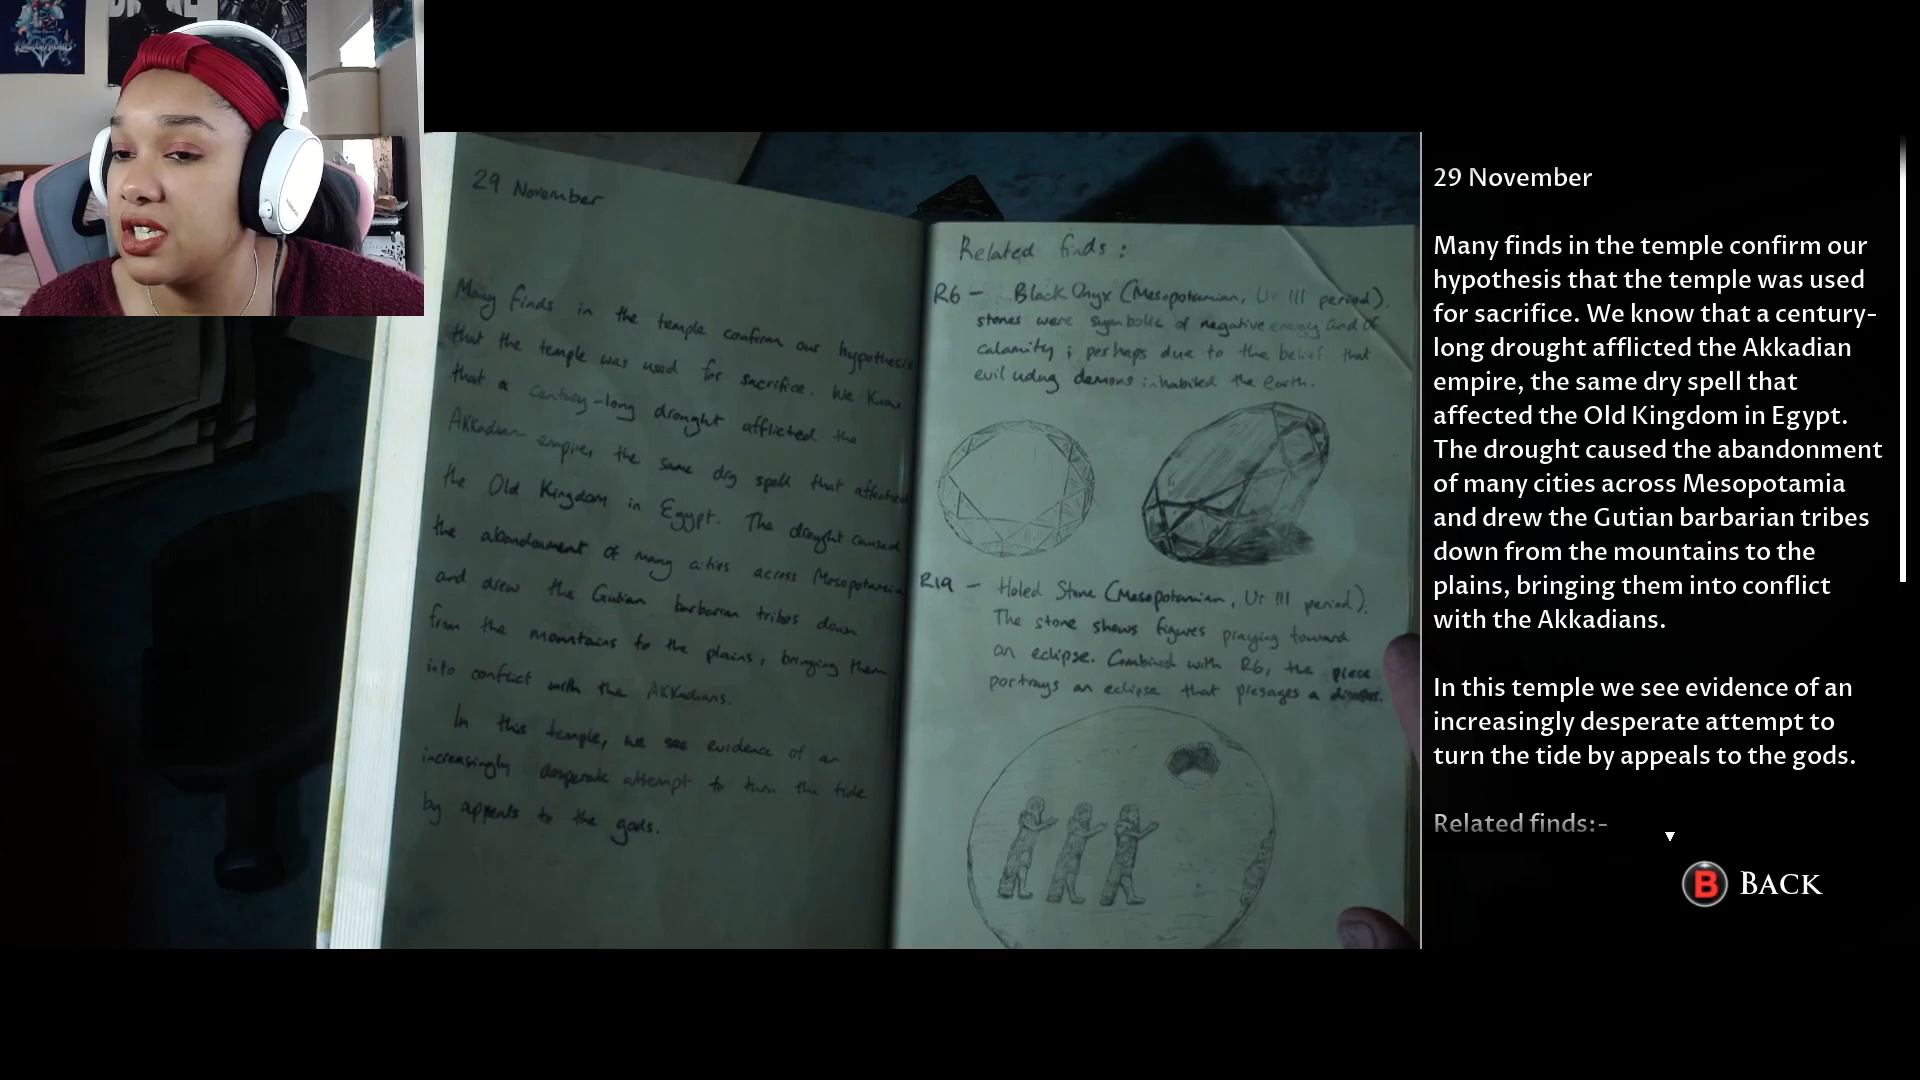 KINGDOM HEARTS
29 November
Many finds in the temple confirm our hypothesis
that the temple was used for sacrifice. We know
that a century-long drought afflicted the
Akkadian empire, the same dry spell that affected
the Old Kingdom in Egypt. The drought caused
the abandonment of many cities across Mesopotamia
and drew the Gutian barbarian tribes down
from the mountains to the plains, bringing them
into conflict with the Akkadians.
In this temple, we see evidence of an
increasingly desperate attempt to turn the tide
by appeals to the gods.
Related finds:
R6 - Black Onyx (Mesopotamian, Ur III period).
stones were symbolic of negative energy and of
calamity; perhaps due to the belief that
evil udug demons inhabited the earth.
R19 - Holed Stone (Mesopotamian, Ur III period).
The stone shows figures praying toward
an eclipse. Combined with R6, the piece
portrays an eclipse that presages a disaster.
29 November
Many finds in the temple confirm our
hypothesis that the temple was used
for sacrifice. We know that a century-
long drought afflicted the Akkadian
empire, the same dry spell that
affected the Old Kingdom in Egypt.
The drought caused the abandonment
of many cities across Mesopotamia
and drew the Gutian barbarian tribes
down from the mountains to the
plains, bringing them into conflict
with the Akkadians.
In this temple we see evidence of an
increasingly desperate attempt to
turn the tide by appeals to the gods.
Related finds:-
B BACK